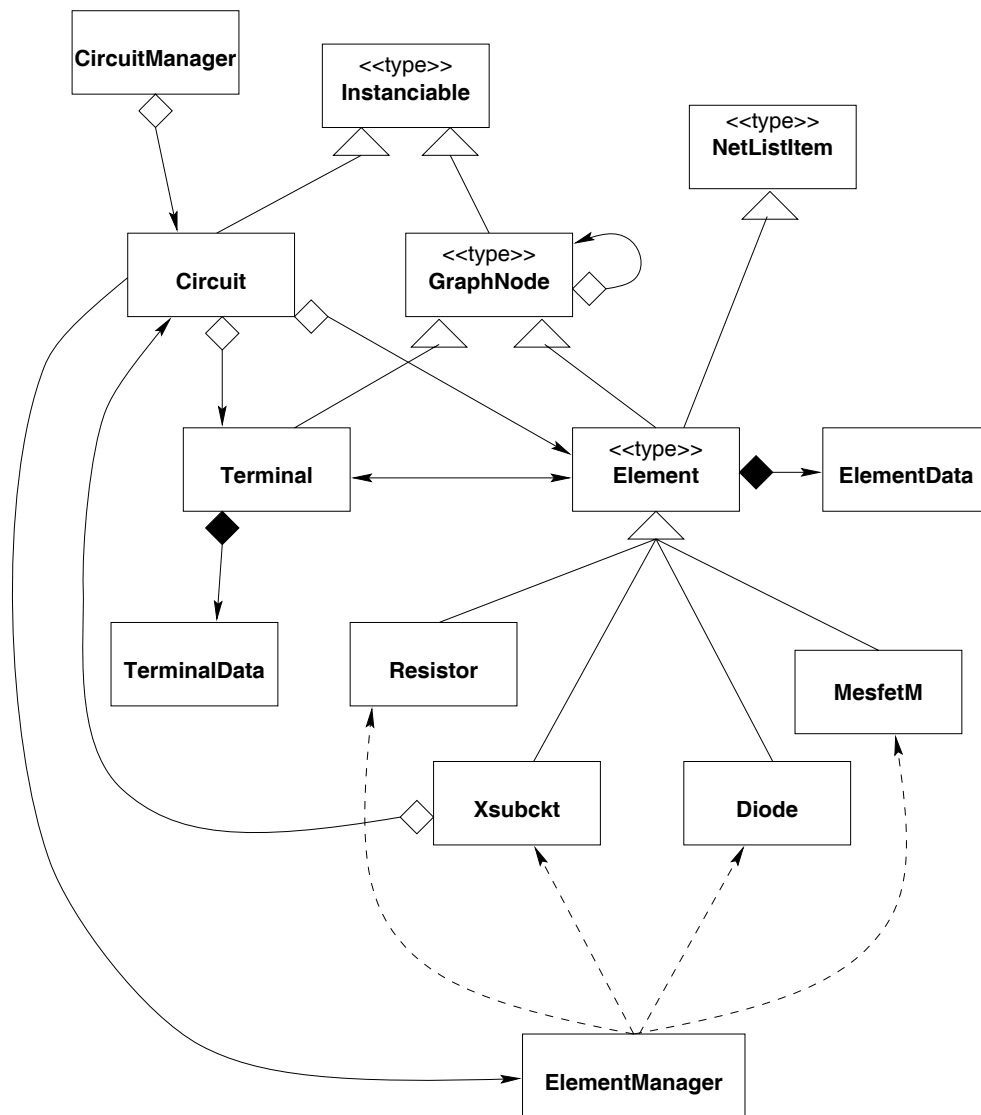 CircuitManager
<<type>>
Instanciable
<<type>>
NetListItem
Circuit
<<type>>
GraphNode
Terminal
<<type>>
Element
ElementData
TerminalData
Resistor
MesfetM
Xsubckt
Diode
ElementManager